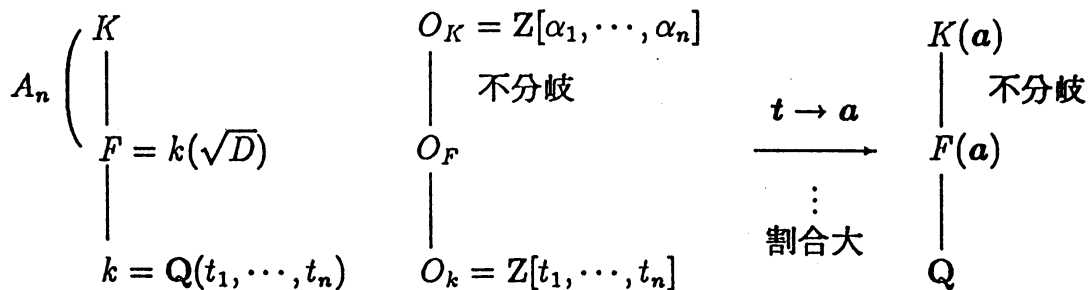 K O_K = Z[α_1, ⋯, α_n] K(a)
A_n 不分岐 不分岐
t → a
F = k(√D) O_F F(a)
⋮
割合大
k = Q(t_1, ⋯, t_n) O_k = Z[t_1, ⋯, t_n] Q